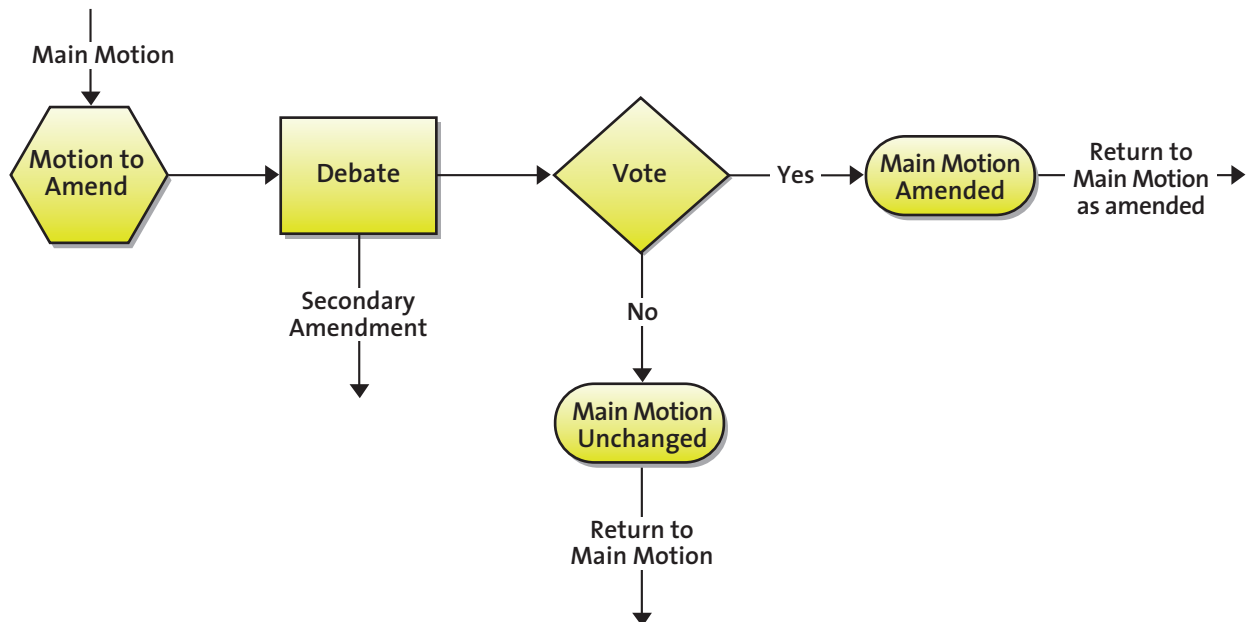 Main Motion
Motion to
Amend
Debate
Vote
Yes
Main Motion
Amended
Return to
Main Motion
as amended
Secondary
Amendment
No
Main Motion
Unchanged
Return to
Main Motion